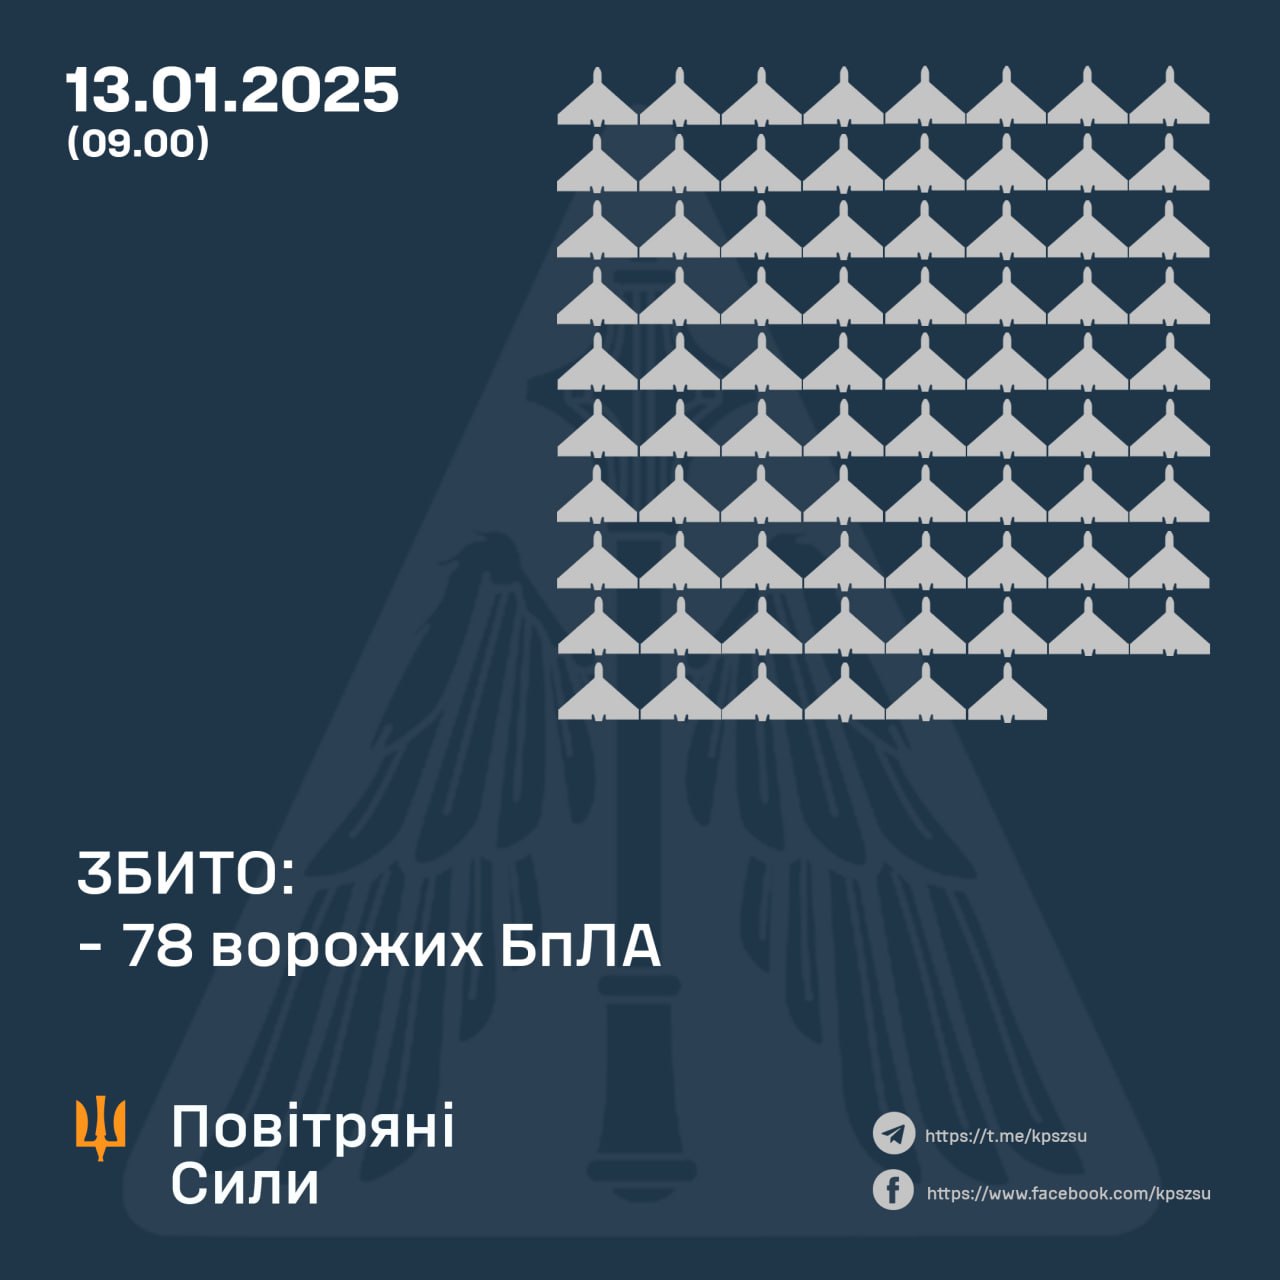 13.01.2025
(09.00)
ЗБИТО:
- 78 ворожих БпЛА
Повітряні
Сили
https://t.me/kpszsu
https://www.facebook.com/kpszsu